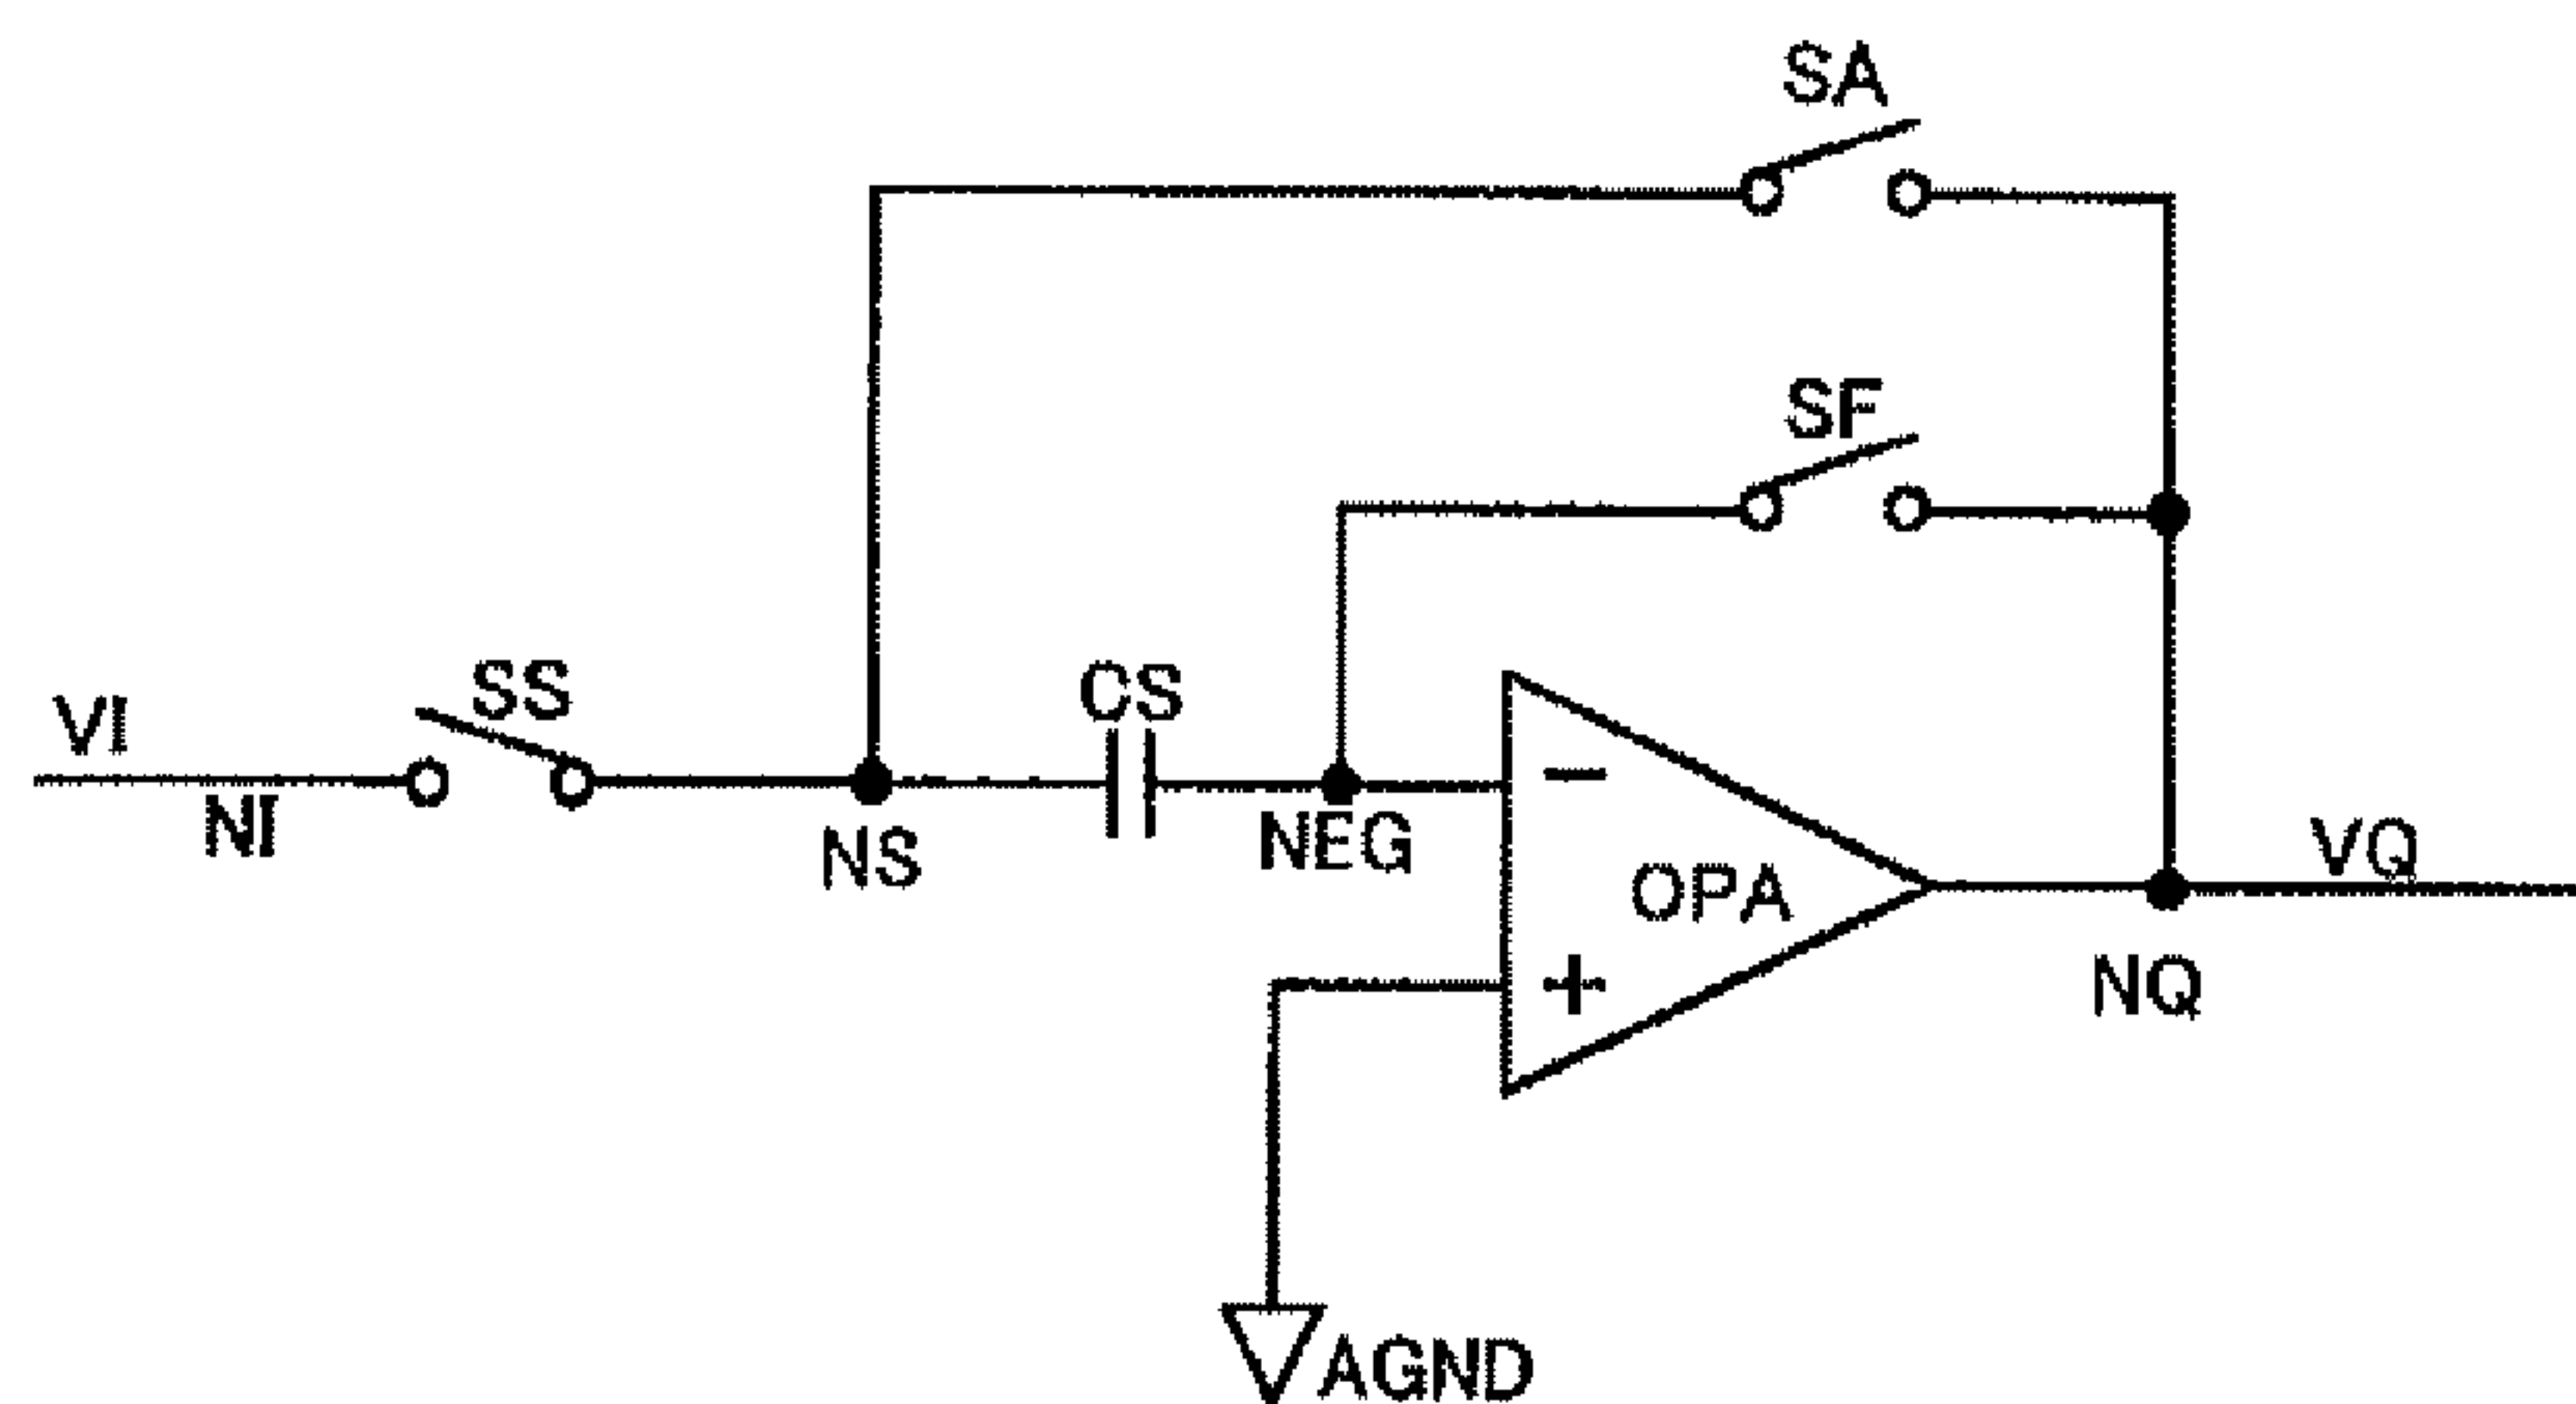 SA
SF
SS
CS
VI
NI
NS
NEG
−
OPA
+
VQ
NQ
AGND